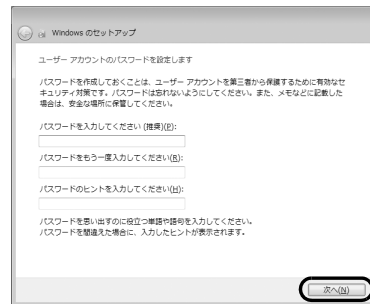 Windows のセットアップ
ユーザー アカウントのパスワードを設定します
パスワードを作成しておくことは、ユーザー アカウントを第三者から保護するために有効なセ
キュリティ対策です。パスワードは忘れないようにしてください。また、メモなどに記載した
場合は、安全な場所に保管してください。
パスワードを入力してください (推奨)(P):
パスワードをもう一度入力してください(R):
パスワードのヒントを入力してください(H):
パスワードを思い出すのに役立つ単語や語句を入力してください。
パスワードを間違えた場合に、入力したヒントが表示されます。
次へ(N)